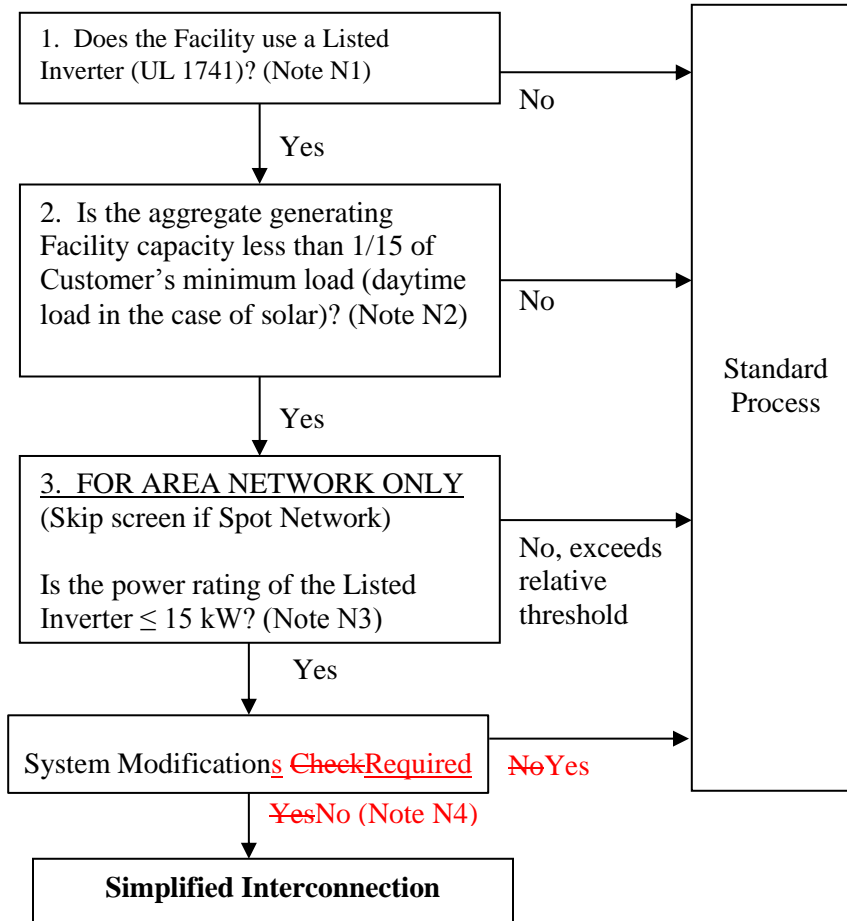 1. Does the Facility use a Listed
Inverter (UL 1741)? (Note N1)
No
Yes
2. Is the aggregate generating
Facility capacity less than 1/15 of
Customer’s minimum load (daytime
load in the case of solar)? (Note N2)
No
Standard
Process
Yes
3. FOR AREA NETWORK ONLY
(Skip screen if Spot Network)
Is the power rating of the Listed
Inverter ≤ 15 kW? (Note N3)
No, exceeds
relative
threshold
Yes
System Modifications CheckRequired
NoYes
YesNo (Note N4)
Simplified Interconnection